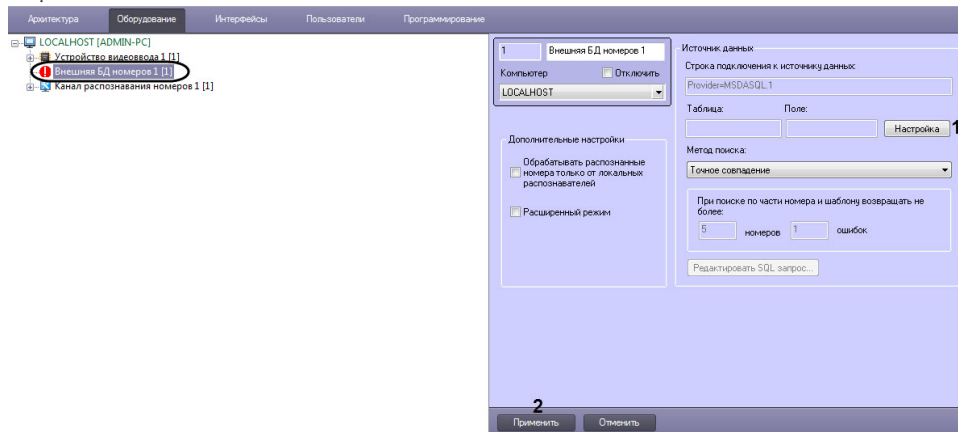 Архитектура Оборудование Интерфейсы Пользователи Программирование
LOCALHOST [ADMIN-PC]
Устройство видеоввода 1 [1]
Внешняя БД номеров 1 [1]
Канал распознавания номеров 1 [1]
1 Внешняя БД номеров 1
Компьютер Отключить
LOCALHOST
Дополнительные настройки
Обрабатывать распознанные
номера только от локальных
распознавателей
Расширенный режим
Источник данных
Строка подключения к источнику данных:
Provider=MSDASQL.1
Таблица: Поле:
Настройка 1
Метод поиска:
Точное совпадение
При поиске по части номера и шаблону возвращать не
более:
5 номеров 1 ошибок
Редактировать SQL запрос...
2
Применить Отменить